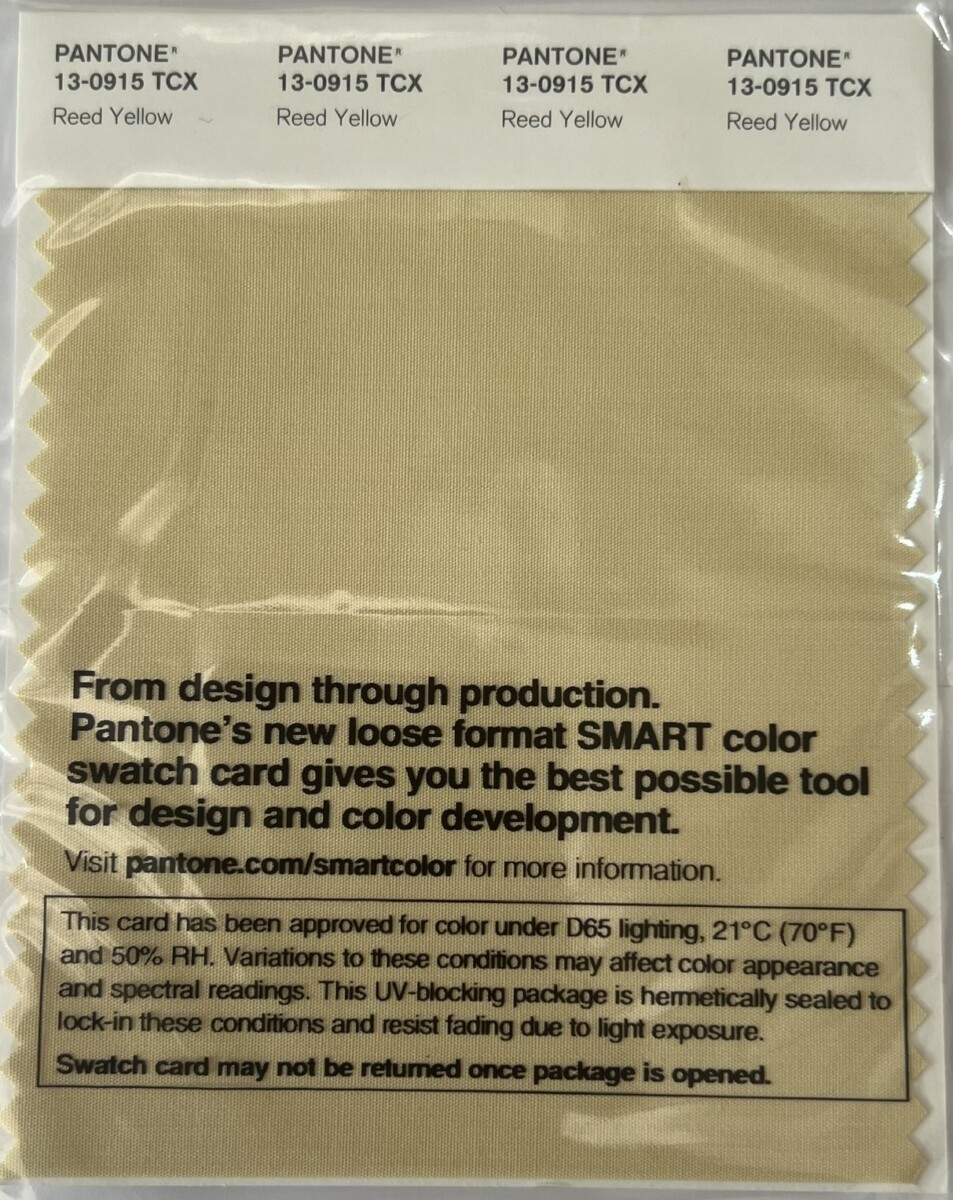 PANTONE® PANTONE® PANTONE® PANTONE®
13-0915 TCX 13-0915 TCX 13-0915 TCX 13-0915 TCX
Reed Yellow Reed Yellow Reed Yellow Reed Yellow
From design through production.
Pantone's new loose format SMART color
swatch card gives you the best possible tool
for design and color development.
Visit pantone.com/smartcolor for more information.
This card has been approved for color under D65 lighting, 21°C (70°F)
and 50% RH. Variations to these conditions may affect color appearance
and spectral readings. This UV-blocking package is hermetically sealed to
lock-in these conditions and resist fading due to light exposure.
Swatch card may not be returned once package is opened.